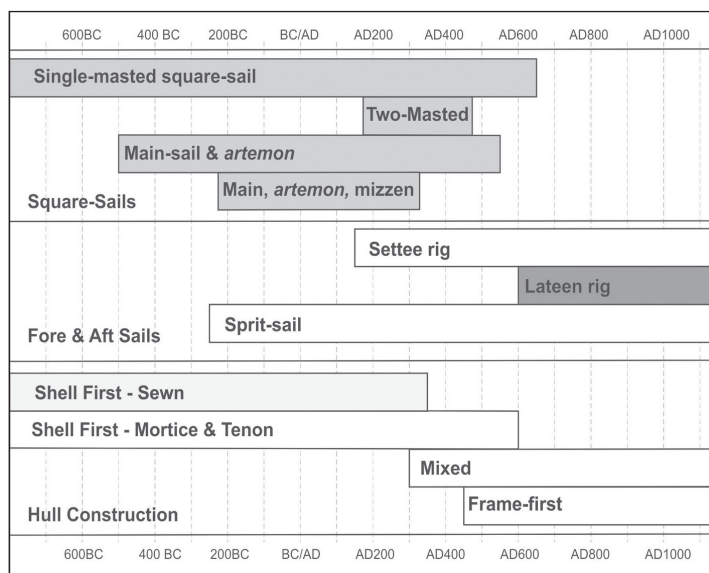 600BC 400 BC 200BC BC/AD AD200 AD400 AD600 AD800 AD1000
Single-masted square-sail
Two-Masted
Main-sail & artemon
Main, artemon, mizzen
Square-Sails
Settee rig
Lateen rig
Sprit-sail
Fore & Aft Sails
Shell First - Sewn
Shell First - Mortice & Tenon
Mixed
Frame-first
Hull Construction
600BC 400 BC 200BC BC/AD AD200 AD400 AD600 AD800 AD1000